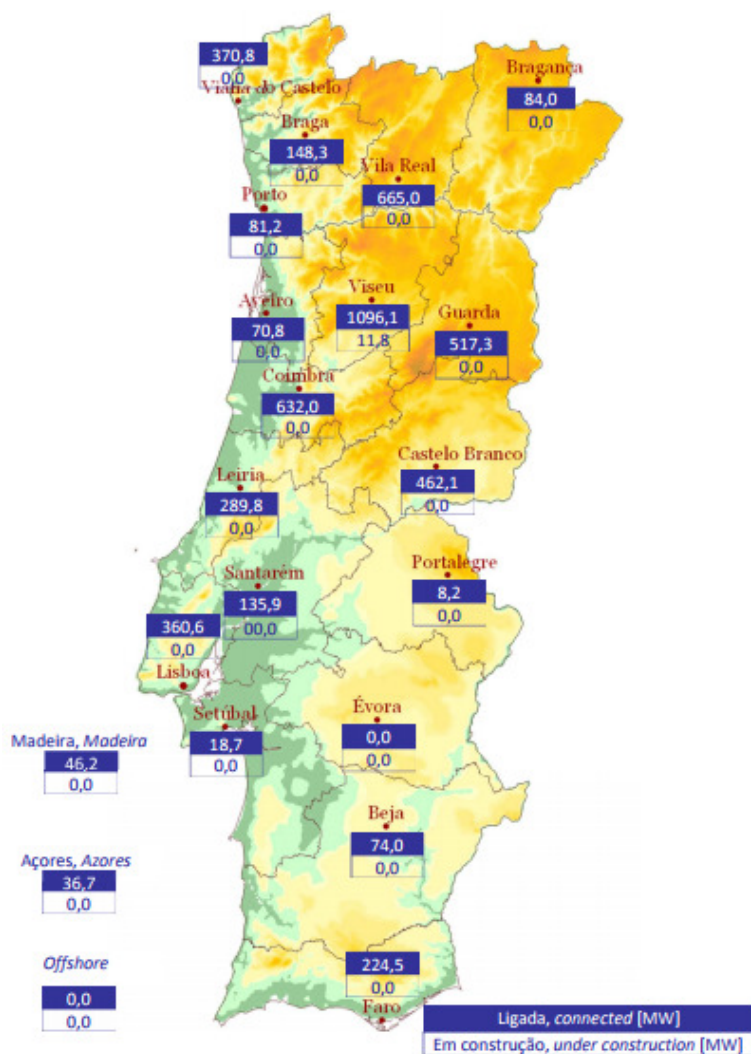 370,8
0,0
Viana do Castelo
Bragança
84,0
0,0
Braga
148,3
0,0
Vila Real
665,0
0,0
Porto
81,2
0,0
Viseu
1096,1
11,8
Aveiro
70,8
0,0
Guarda
517,3
0,0
Coimbra
632,0
0,0
Castelo Branco
462,1
0,0
Leiria
289,8
0,0
Portalegre
8,2
0,0
Santarém
135,9
00,0
360,6
0,0
Lisboa
Setúbal
18,7
0,0
Évora
0,0
0,0
Madeira, Madeira
46,2
0,0
Beja
74,0
0,0
Açores, Azores
36,7
0,0
Offshore
0,0
0,0
224,5
0,0
Faro
Ligada, connected [MW]
Em construção, under construction [MW]